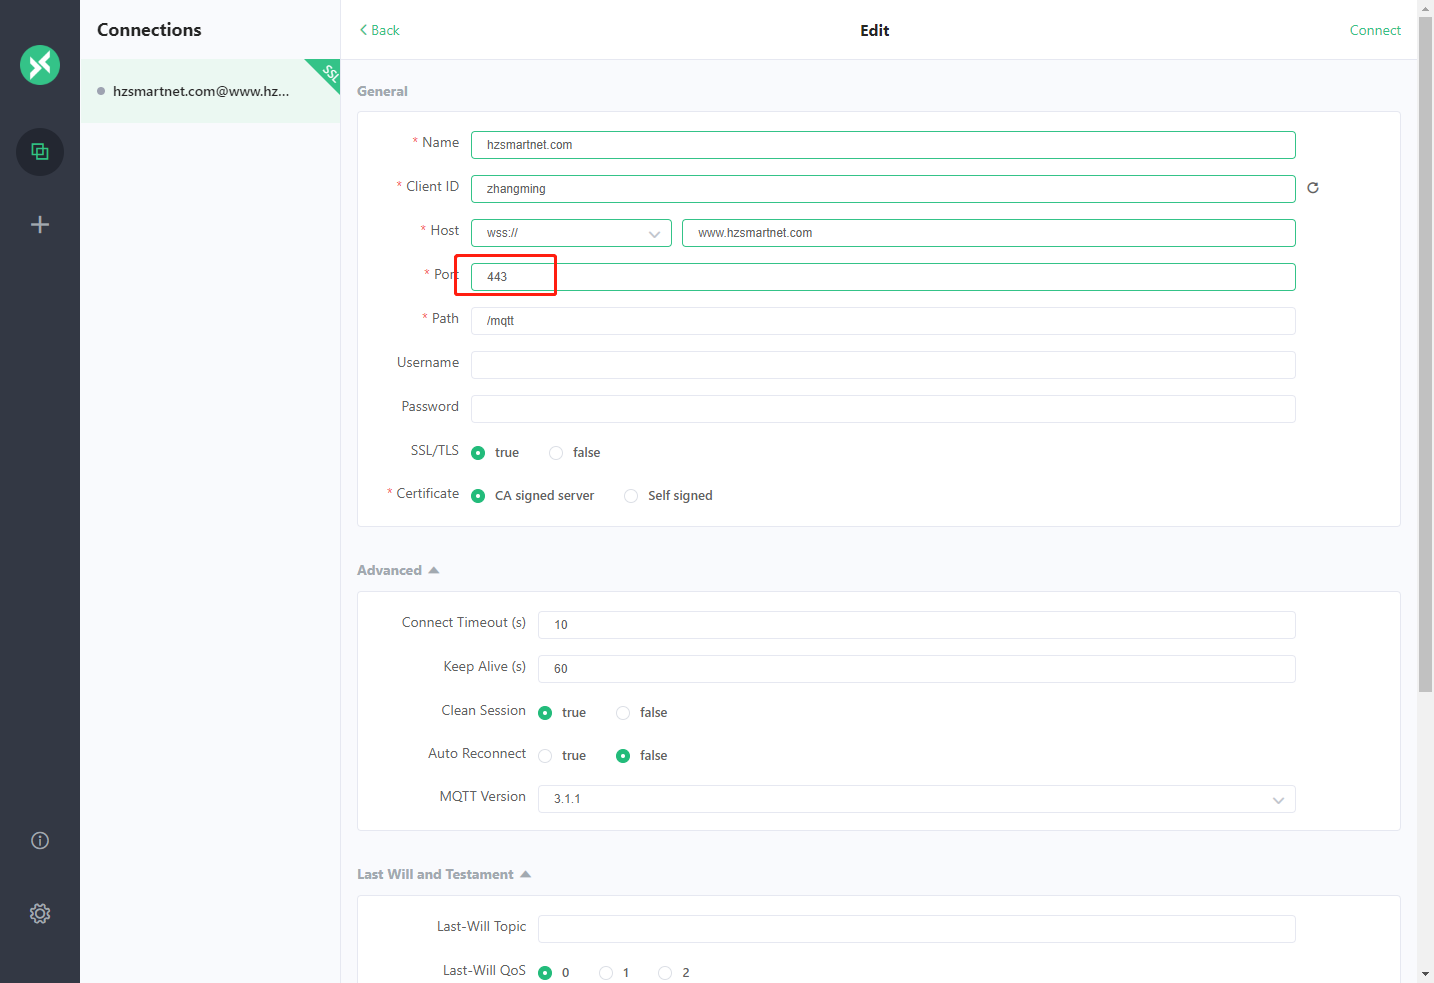 Connections
Back
Edit
Connect
hzsmartnet.com@www.hz...
SSL
General
* Name
hzsmartnet.com
* Client ID
zhangming
* Host
wss://
www.hzsmartnet.com
* Port
443
* Path
/mqtt
Username
Password
SSL/TLS
true
false
* Certificate
CA signed server
Self signed
Advanced
Connect Timeout (s)
10
Keep Alive (s)
60
Clean Session
true
false
Auto Reconnect
true
false
MQTT Version
3.1.1
Last Will and Testament
Last-Will Topic
Last-Will QoS
0
1
2